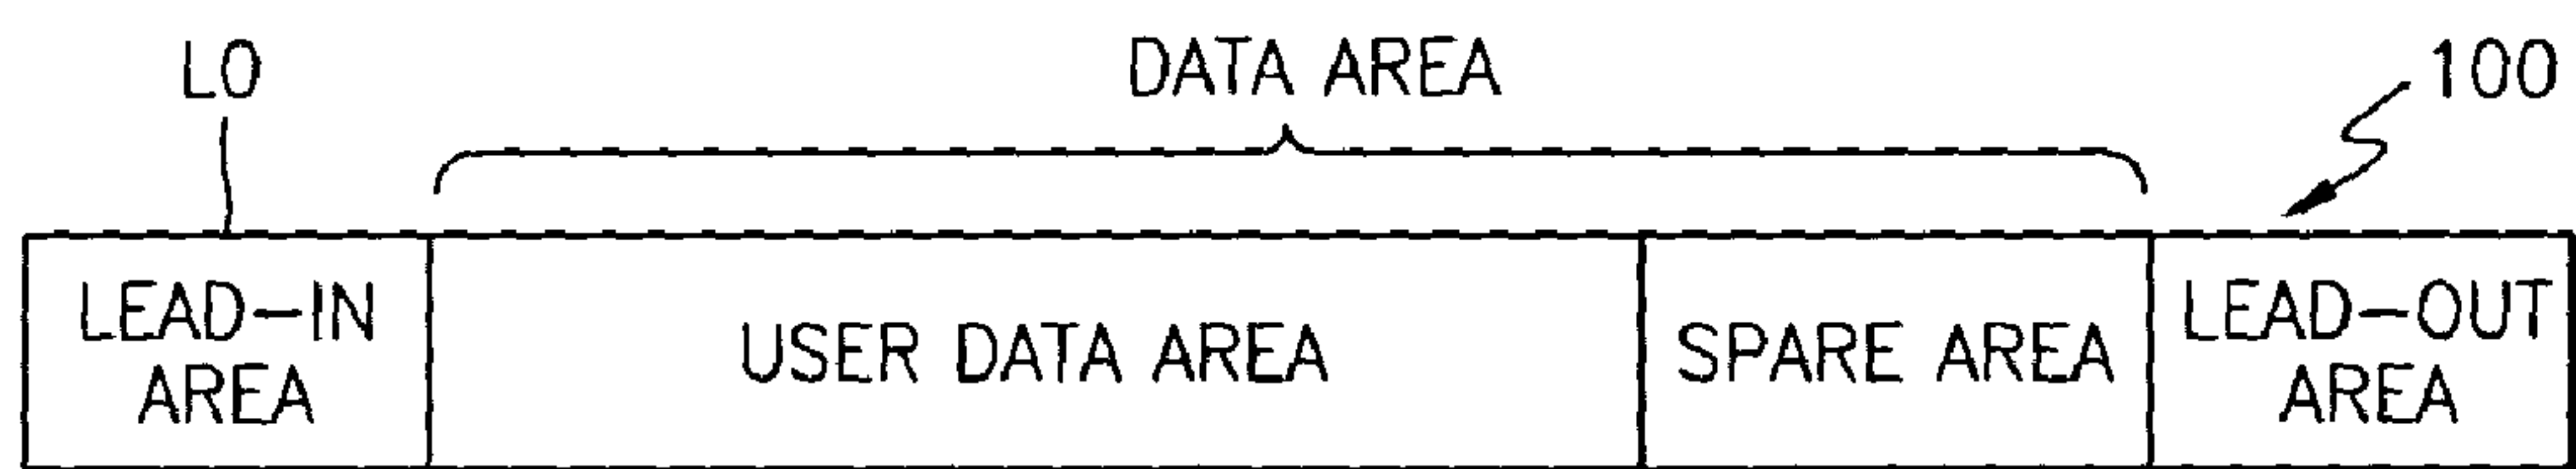 L0
DATA AREA
100
LEAD-IN
AREA
USER DATA AREA
SPARE AREA
LEAD-OUT
AREA